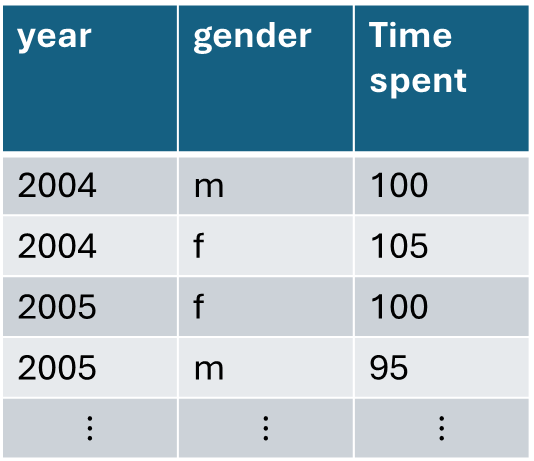 year gender Time
spent
2004 m 100
2004 f 105
2005 f 100
2005 m 95
⋮ ⋮ ⋮